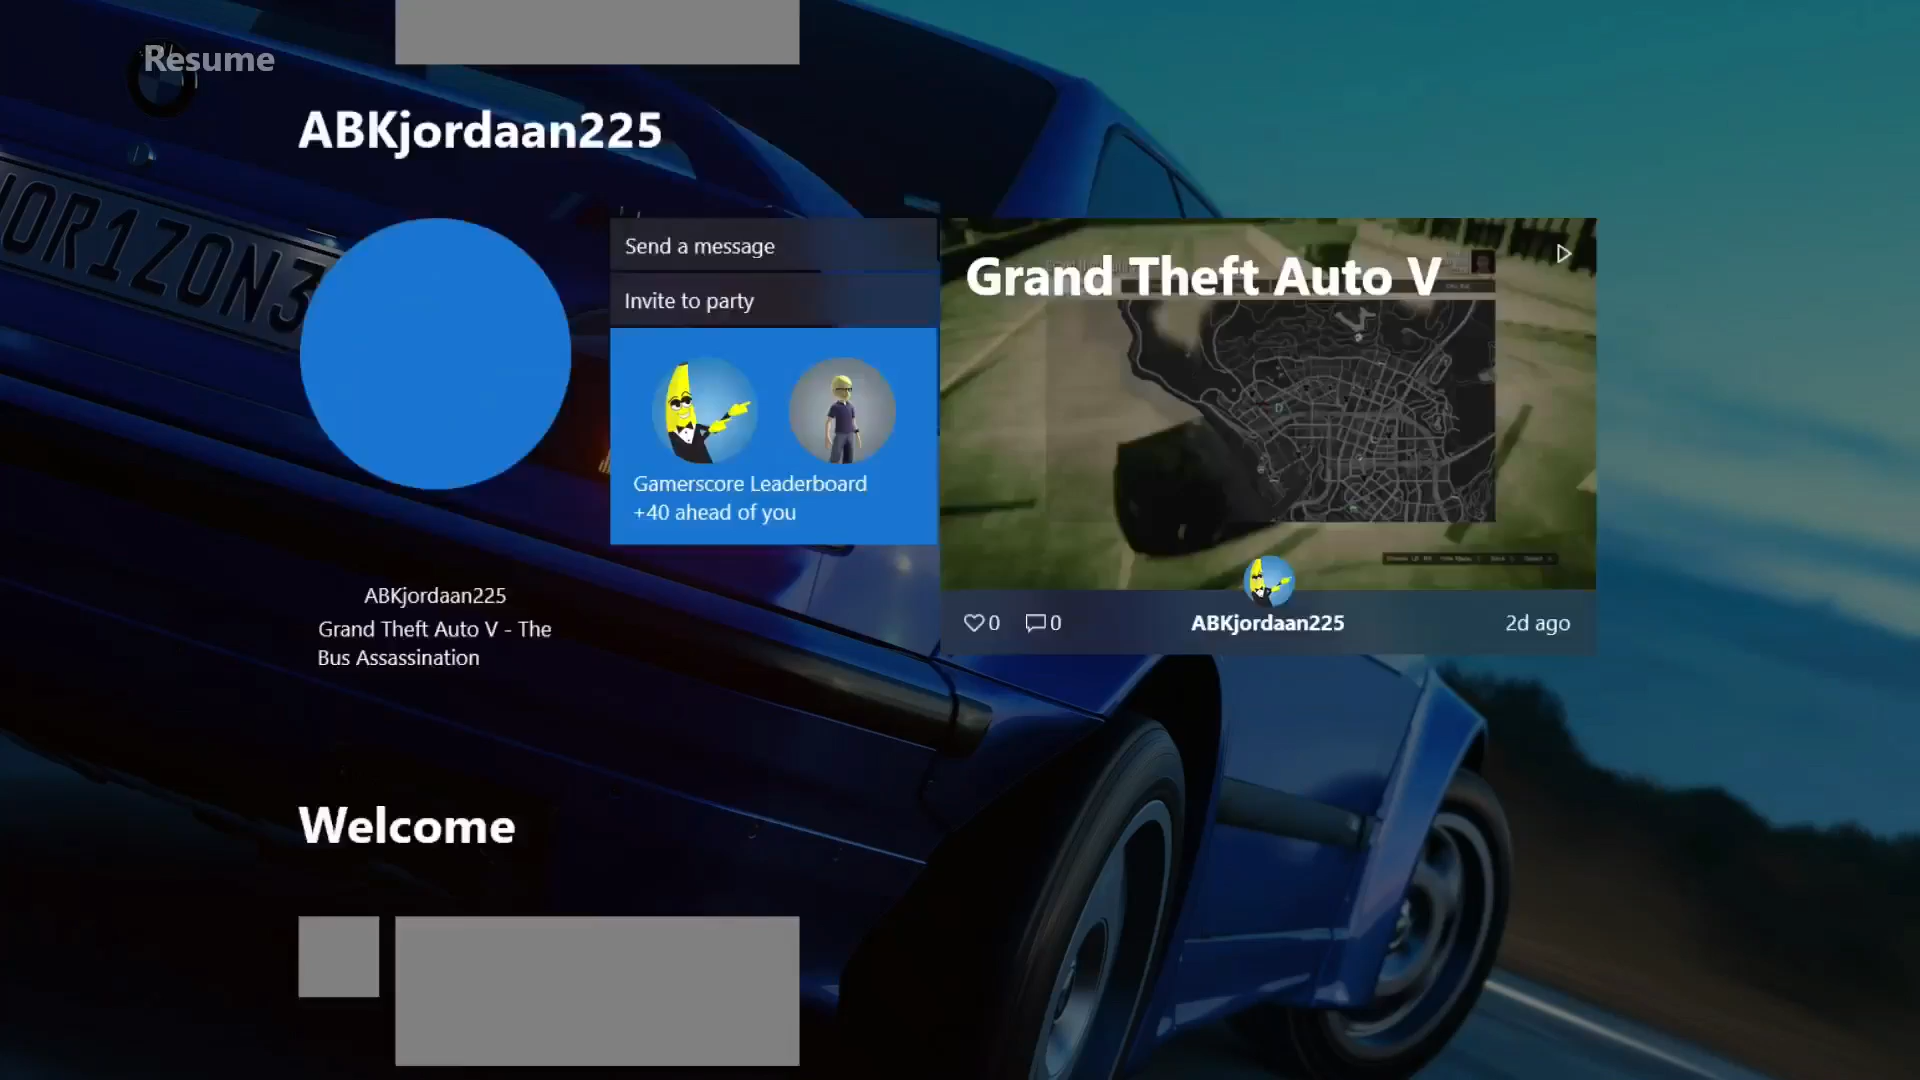 Resume
ABKjordaan225
HOR1ZON3
Send a message
Invite to party
Grand Theft Auto V
Gamerscore Leaderboard
+40 ahead of you
ABKjordaan225
Grand Theft Auto V - The
Bus Assassination
0
0
ABKjordaan225
2d ago
Welcome